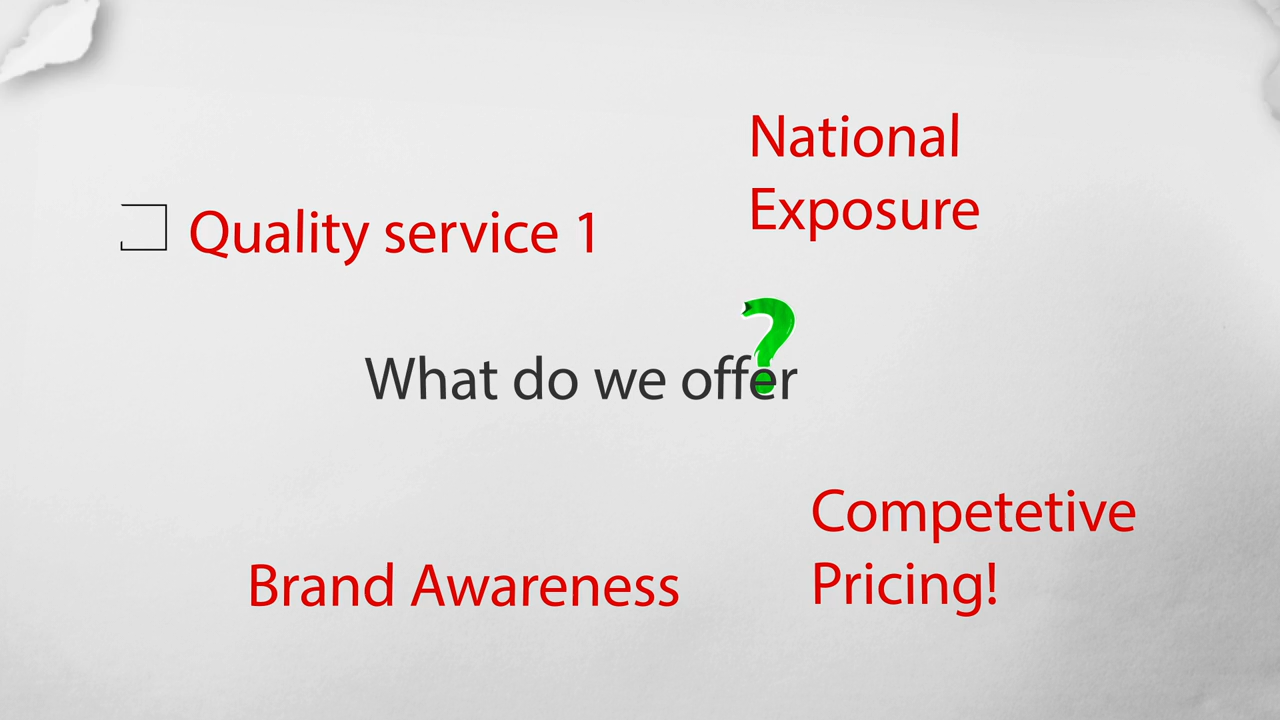 National
Exposure
Quality service 1
What do we offer
?
Competetive
Pricing!
Brand Awareness